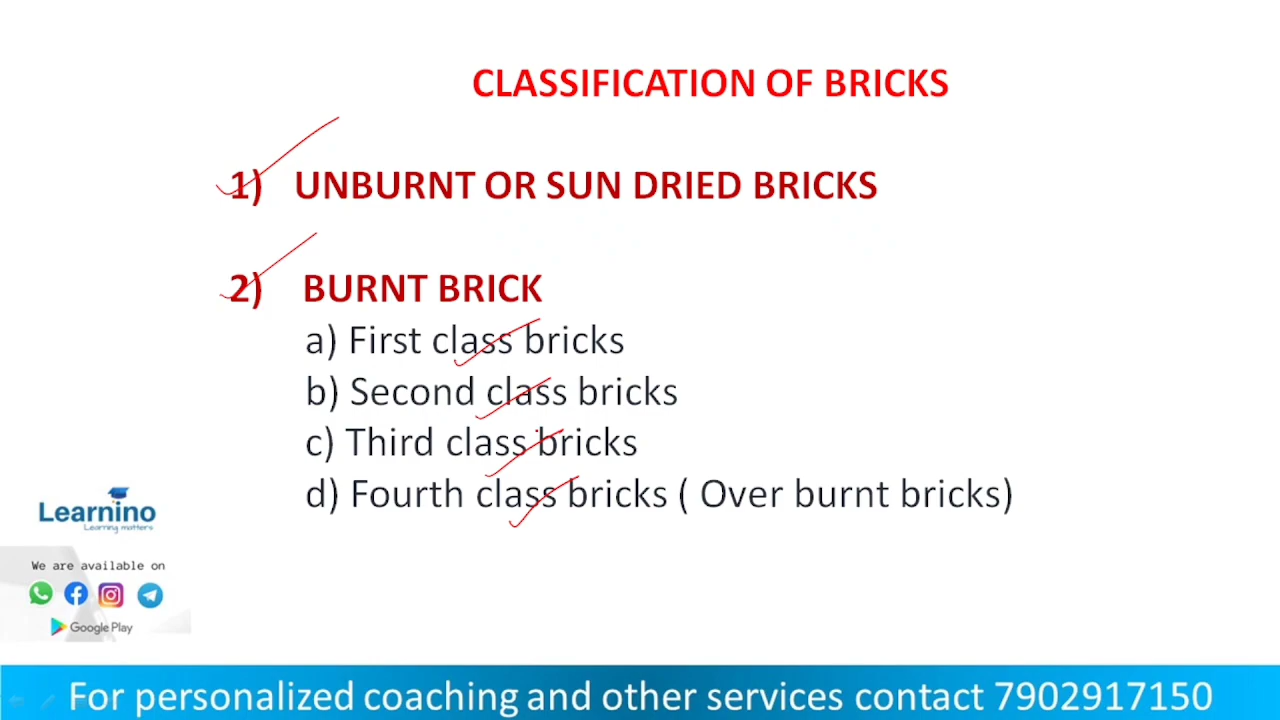 CLASSIFICATION OF BRICKS
1) UNBURNT OR SUN DRIED BRICKS
2) BURNT BRICK
a) First class bricks
b) Second class bricks
c) Third class bricks
d) Fourth class bricks ( Over burnt bricks)
Learnino
Learning matters
We are available on
Google Play
For personalized coaching and other services contact 7902917150